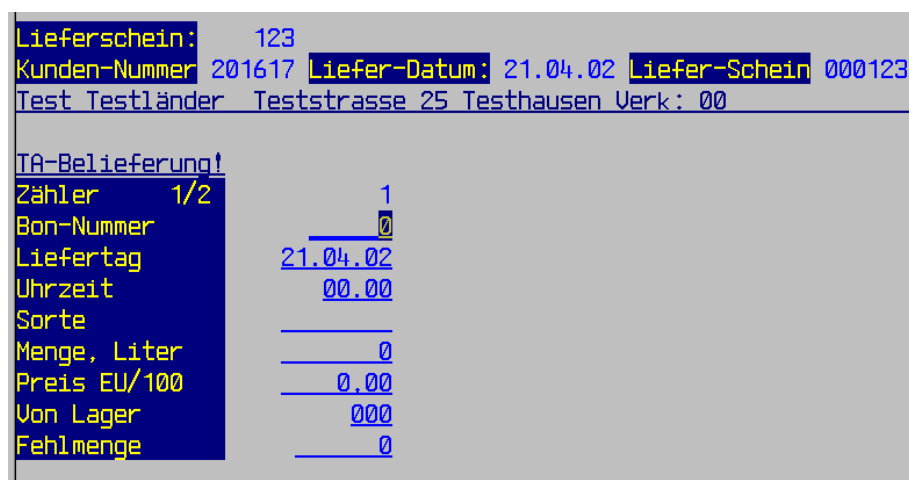 Lieferschein: 123
Kunden-Nummer 201617 Liefer-Datum: 21.04.02 Liefer-Schein 000123
Test Testländer Teststrasse 25 Testhausen Verk: 00
TA-Belieferung!
Zähler 1/2 1
Bon-Nummer 0
Liefertag 21.04.02
Uhrzeit 00.00
Sorte
Menge, Liter 0
Preis EU/100 0,00
Von Lager 000
Fehlmenge 0